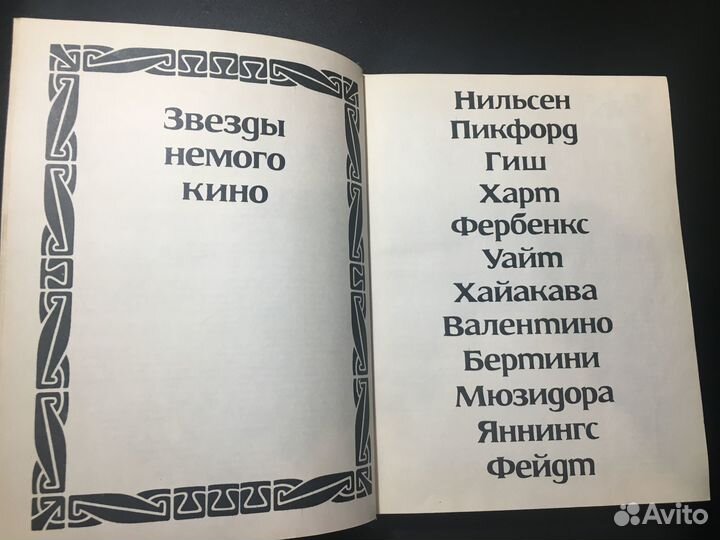 Звезды
немого
кино
Нильсен
Пикфорд
Гиш
Харт
Фербенкс
Уайт
Хайакава
Валентино
Бертини
Мюзидора
Яннингс
Фейдт
Avito